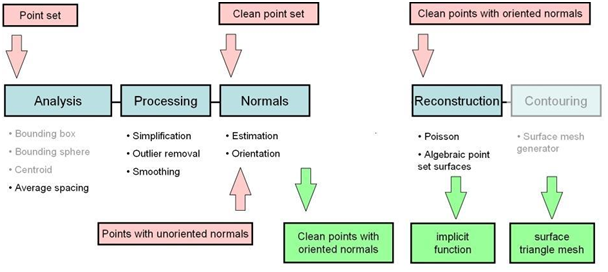 Point set
Clean point set
Clean points with oriented normals
Analysis
Processing
Normals
Reconstruction
Contouring
• Bounding box
• Bounding sphere
• Centroid
• Average spacing
• Simplification
• Outlier removal
• Smoothing
• Estimation
• Orientation
• Poisson
• Algebraic point
set surfaces
• Surface mesh
generator
Points with unoriented normals
Clean points with
oriented normals
implicit
function
surface
triangle mesh